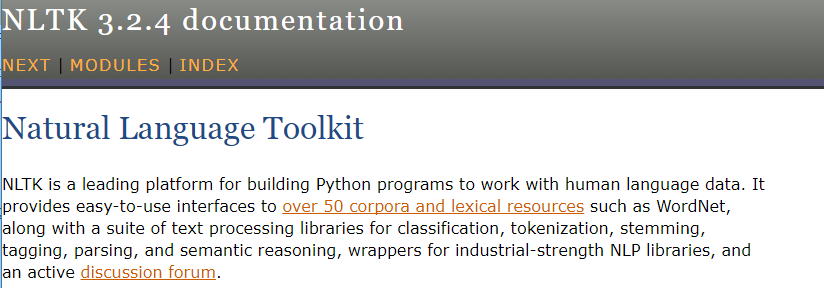 NLTK 3.2.4 documentation
NEXT | MODULES | INDEX
Natural Language Toolkit
NLTK is a leading platform for building Python programs to work with human language data. It
provides easy-to-use interfaces to over 50 corpora and lexical resources such as WordNet,
along with a suite of text processing libraries for classification, tokenization, stemming,
tagging, parsing, and semantic reasoning, wrappers for industrial-strength NLP libraries, and
an active discussion forum.